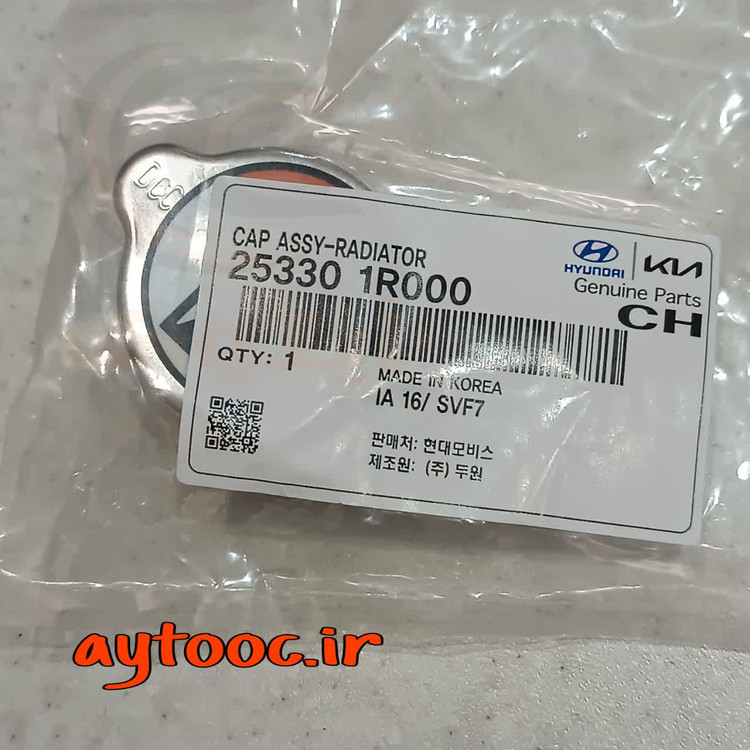 CAP ASSY-RADIATOR
25330 1R000
HYUNDAI KIA
Genuine Parts
CH
QTY: 1
MADE IN KOREA
IA 16/ SVF7
판매처: 현대모비스
제조원: (주) 두원
aytooc.ir